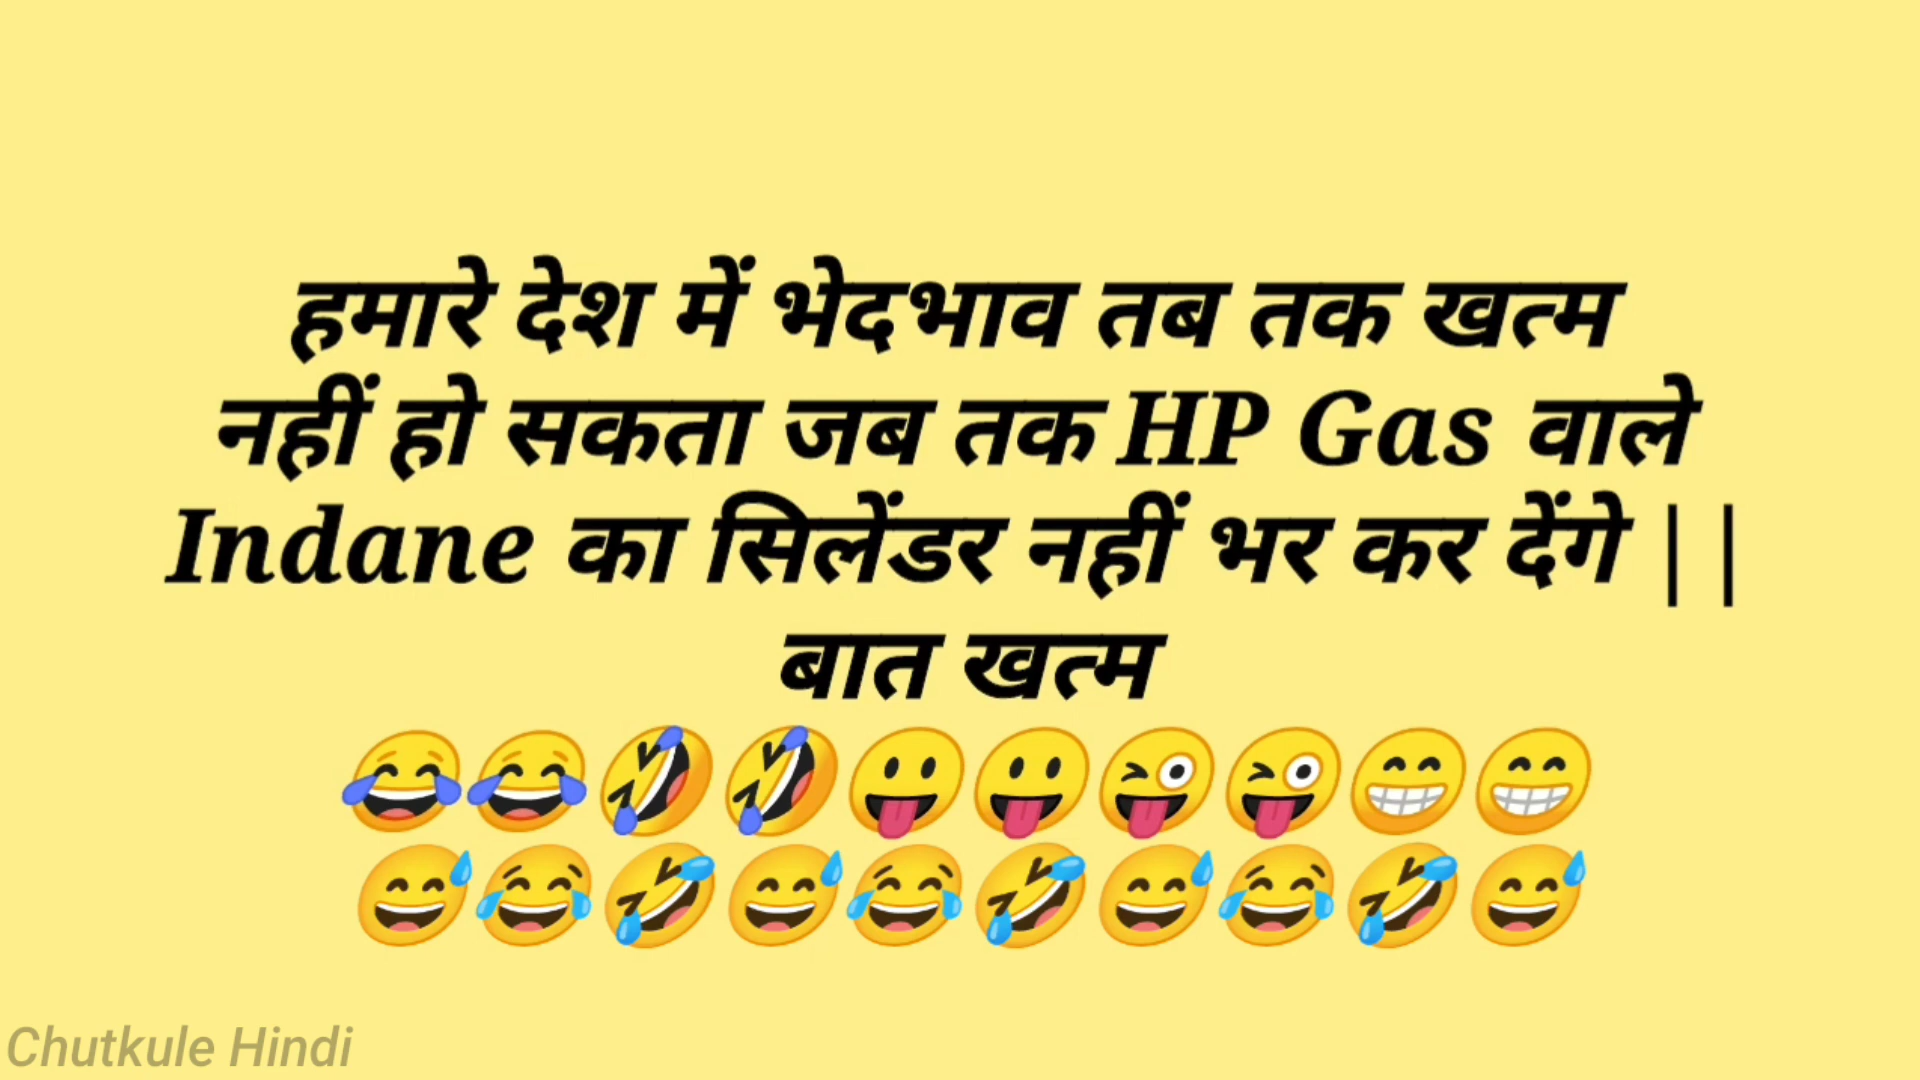 हमारे देश में भेदभाव तब तक खत्म
नहीं हो सकता जब तक HP Gas वाले
Indane का सिलेंडर नहीं भर कर देंगे ||
बात खत्म
😂😂🤣🤣😛😛😜😜😁😁
😅😂🤣😅😂🤣😅😂🤣😅
Chutkule Hindi